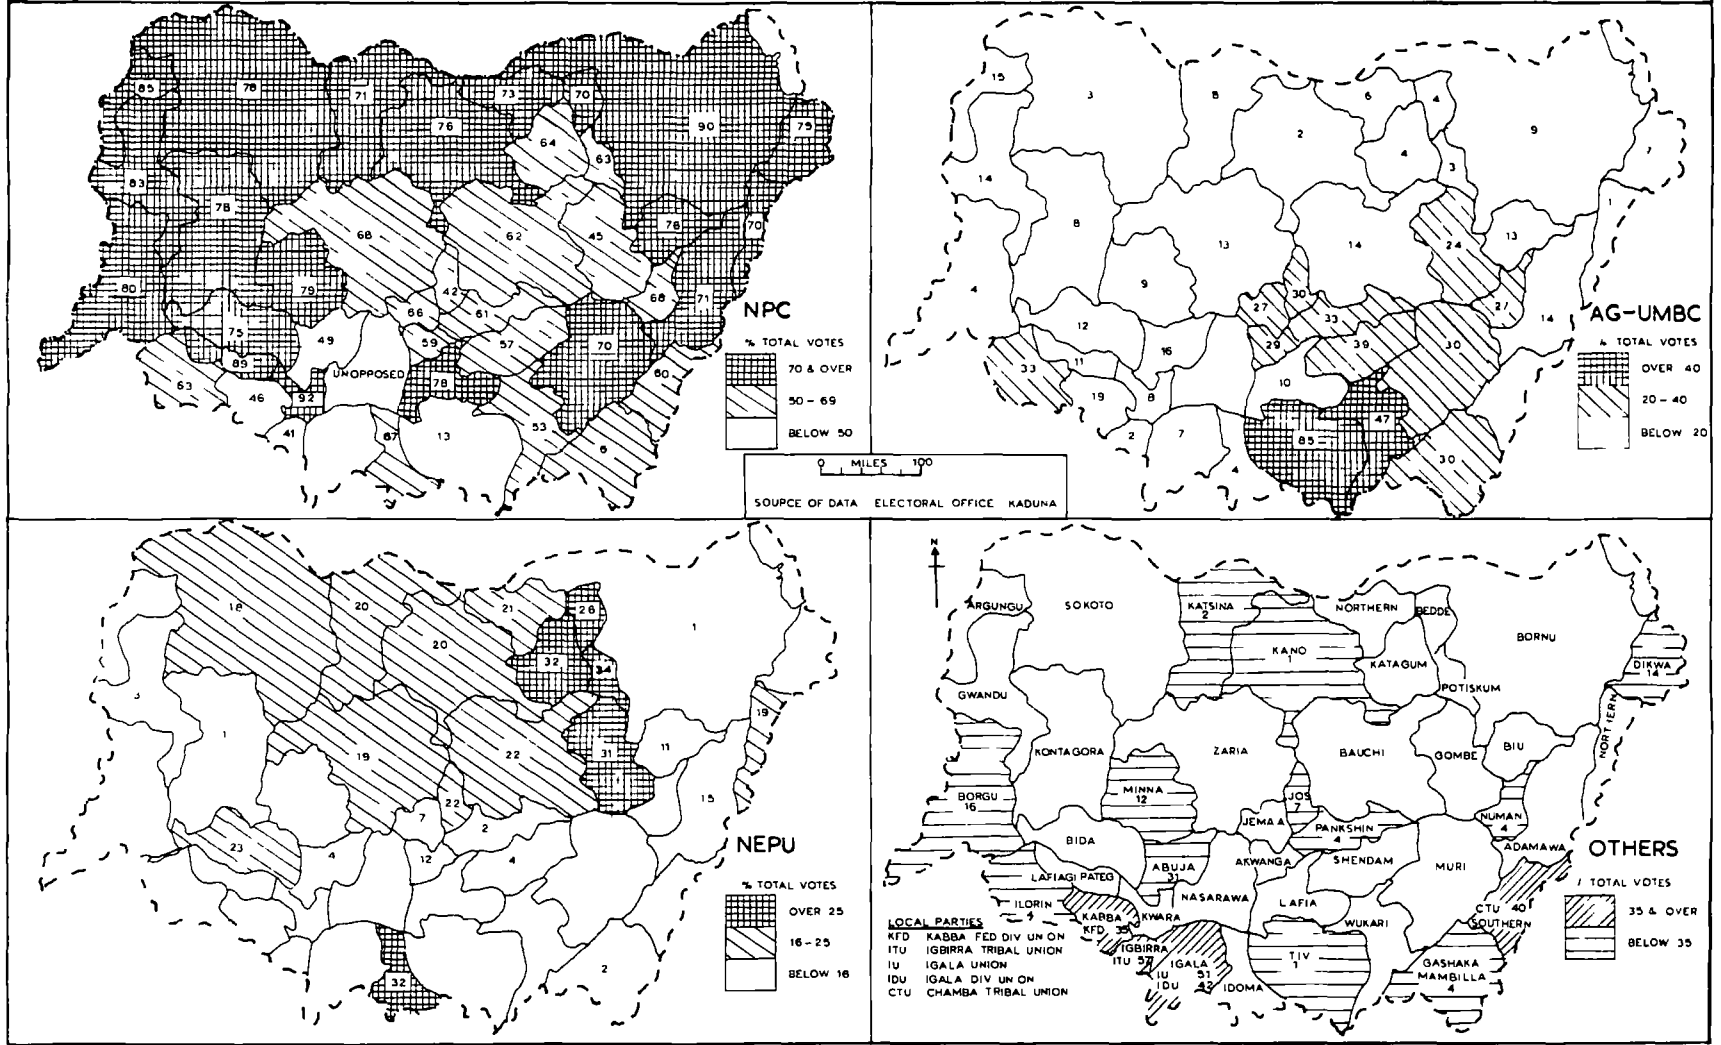 85
78
71
73
70
76
90
75
64
63
83
78
68
62
45
78
70
80
79
42
68
71
66
61
75
49
59
57
70
89
UNOPPOSED
78
60
63
46
92
41
67
13
53
6
NPC
% TOTAL VOTES
70 & OVER
50 - 69
BELOW 50
15
3
8
6
4
2
9
4
7
3
14
8
13
14
24
13
1
4
9
30
27
27
33
12
14
16
29
39
30
11
33
19
8
10
47
2
7
85
4
30
AG-UMBC
TOTAL VOTES
OVER 40
20 - 40
BELOW 20
0 MILES 100
SOURCE OF DATA ELECTORAL OFFICE KADUNA
18
20
21
26
20
1
32
34
3
19
1
19
22
31
11
22
15
7
2
23
4
12
4
32
2
NEPU
% TOTAL VOTES
OVER 25
16-25
BELOW 16
N
ARGUNGU
SOKOTO
KATSINA
2
NORTHERN
BEDDE
BORNU
KANO
1
KATAGUM
DIKWA
14
GWANDU
POTISKUM
NORTHERN
KONTAGORA
ZARIA
BAUCHI
GOMBE
BIU
BORGU
16
MINNA
12
JOS
7
NUMAN
4
JEMAA
PANKSHIN
4
BIDA
ADAMAWA
ABUJA
31
AKWANGA
SHENDAM
MURI
LAFIAGI PATEG
NASARAWA
LAFIA
ILORIN
4
KABBA
KFD 35
KWARA
WUKARI
CTU 40
SOUTHERN
IGBIRRA
ITU 57
IGALA
IU 51
IDU 42
IDOMA
TIV
1
GASHAKA
MAMBILLA
4
OTHERS
TOTAL VOTES
35 & OVER
BELOW 35
LOCAL PARTIES
KFD KABBA FED DIV UNION
ITU IGBIRRA TRIBAL UNION
IU IGALA UNION
IDU IGALA DIV UNION
CTU CHAMBA TRIBAL UNION